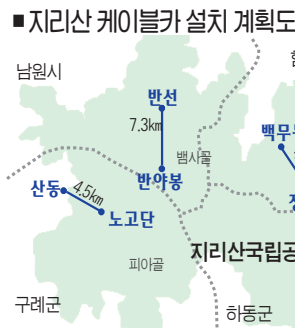 ■ 지리산 케이블카 설치 계획도
남원시
반선
7.3km
백무
뱀사골
반야봉
산동
4.5km
노고단
지리산국립공
피아골
구례군
하동군